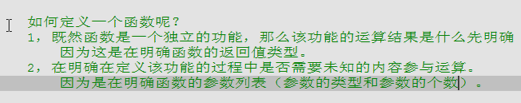 如何定义一个函数呢？
1，既然函数是一个独立的功能，那么该功能的运算结果是什么先明确
因为这是在明确函数的返回值类型。
2，在明确在定义该功能的过程中是否需要未知的内容参与运算。
因为是在明确函数的参数列表（参数的类型和参数的个数）。